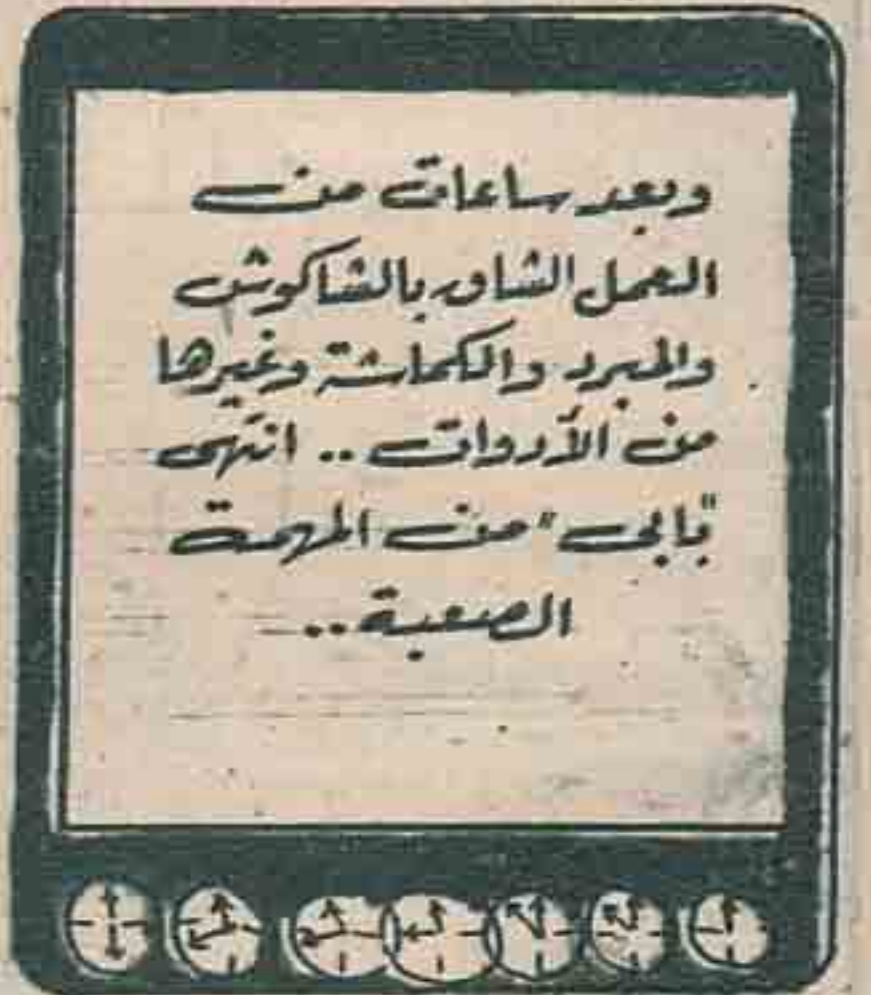 وبعد ساعات من
العمل الشاق بالشاكوش
والمبرد والكماشة وغيرها
من الأدوات .. انتهى
"بابى" من المهمة
الصعبة ..